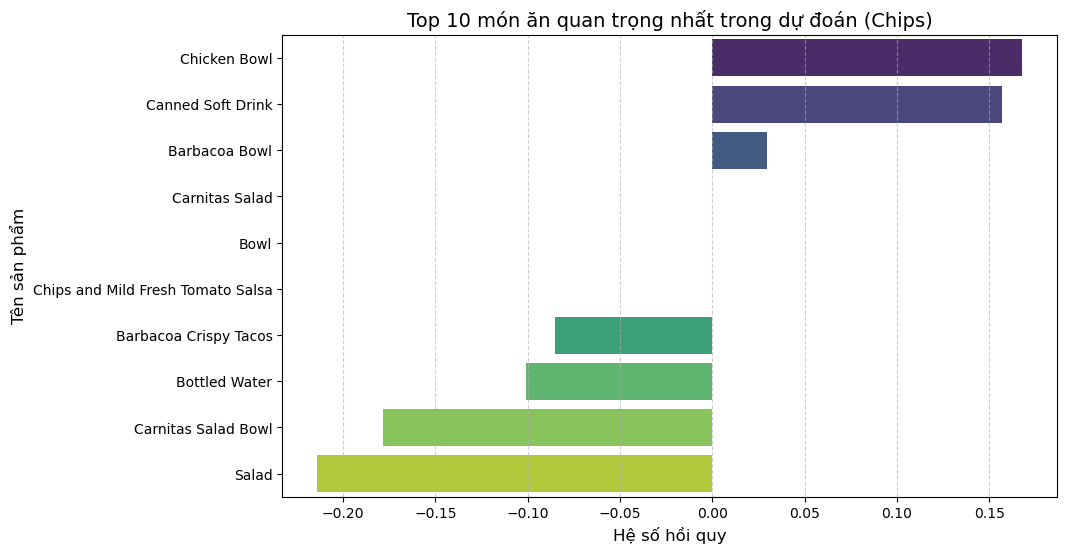 Top 10 món ăn quan trọng nhất trong dự đoán (Chips)
Tên sản phẩm
Chicken Bowl
Canned Soft Drink
Barbacoa Bowl
Carnitas Salad
Bowl
Chips and Mild Fresh Tomato Salsa
Barbacoa Crispy Tacos
Bottled Water
Carnitas Salad Bowl
Salad
−0.20 −0.15 −0.10 −0.05 0.00 0.05 0.10 0.15
Hệ số hồi quy